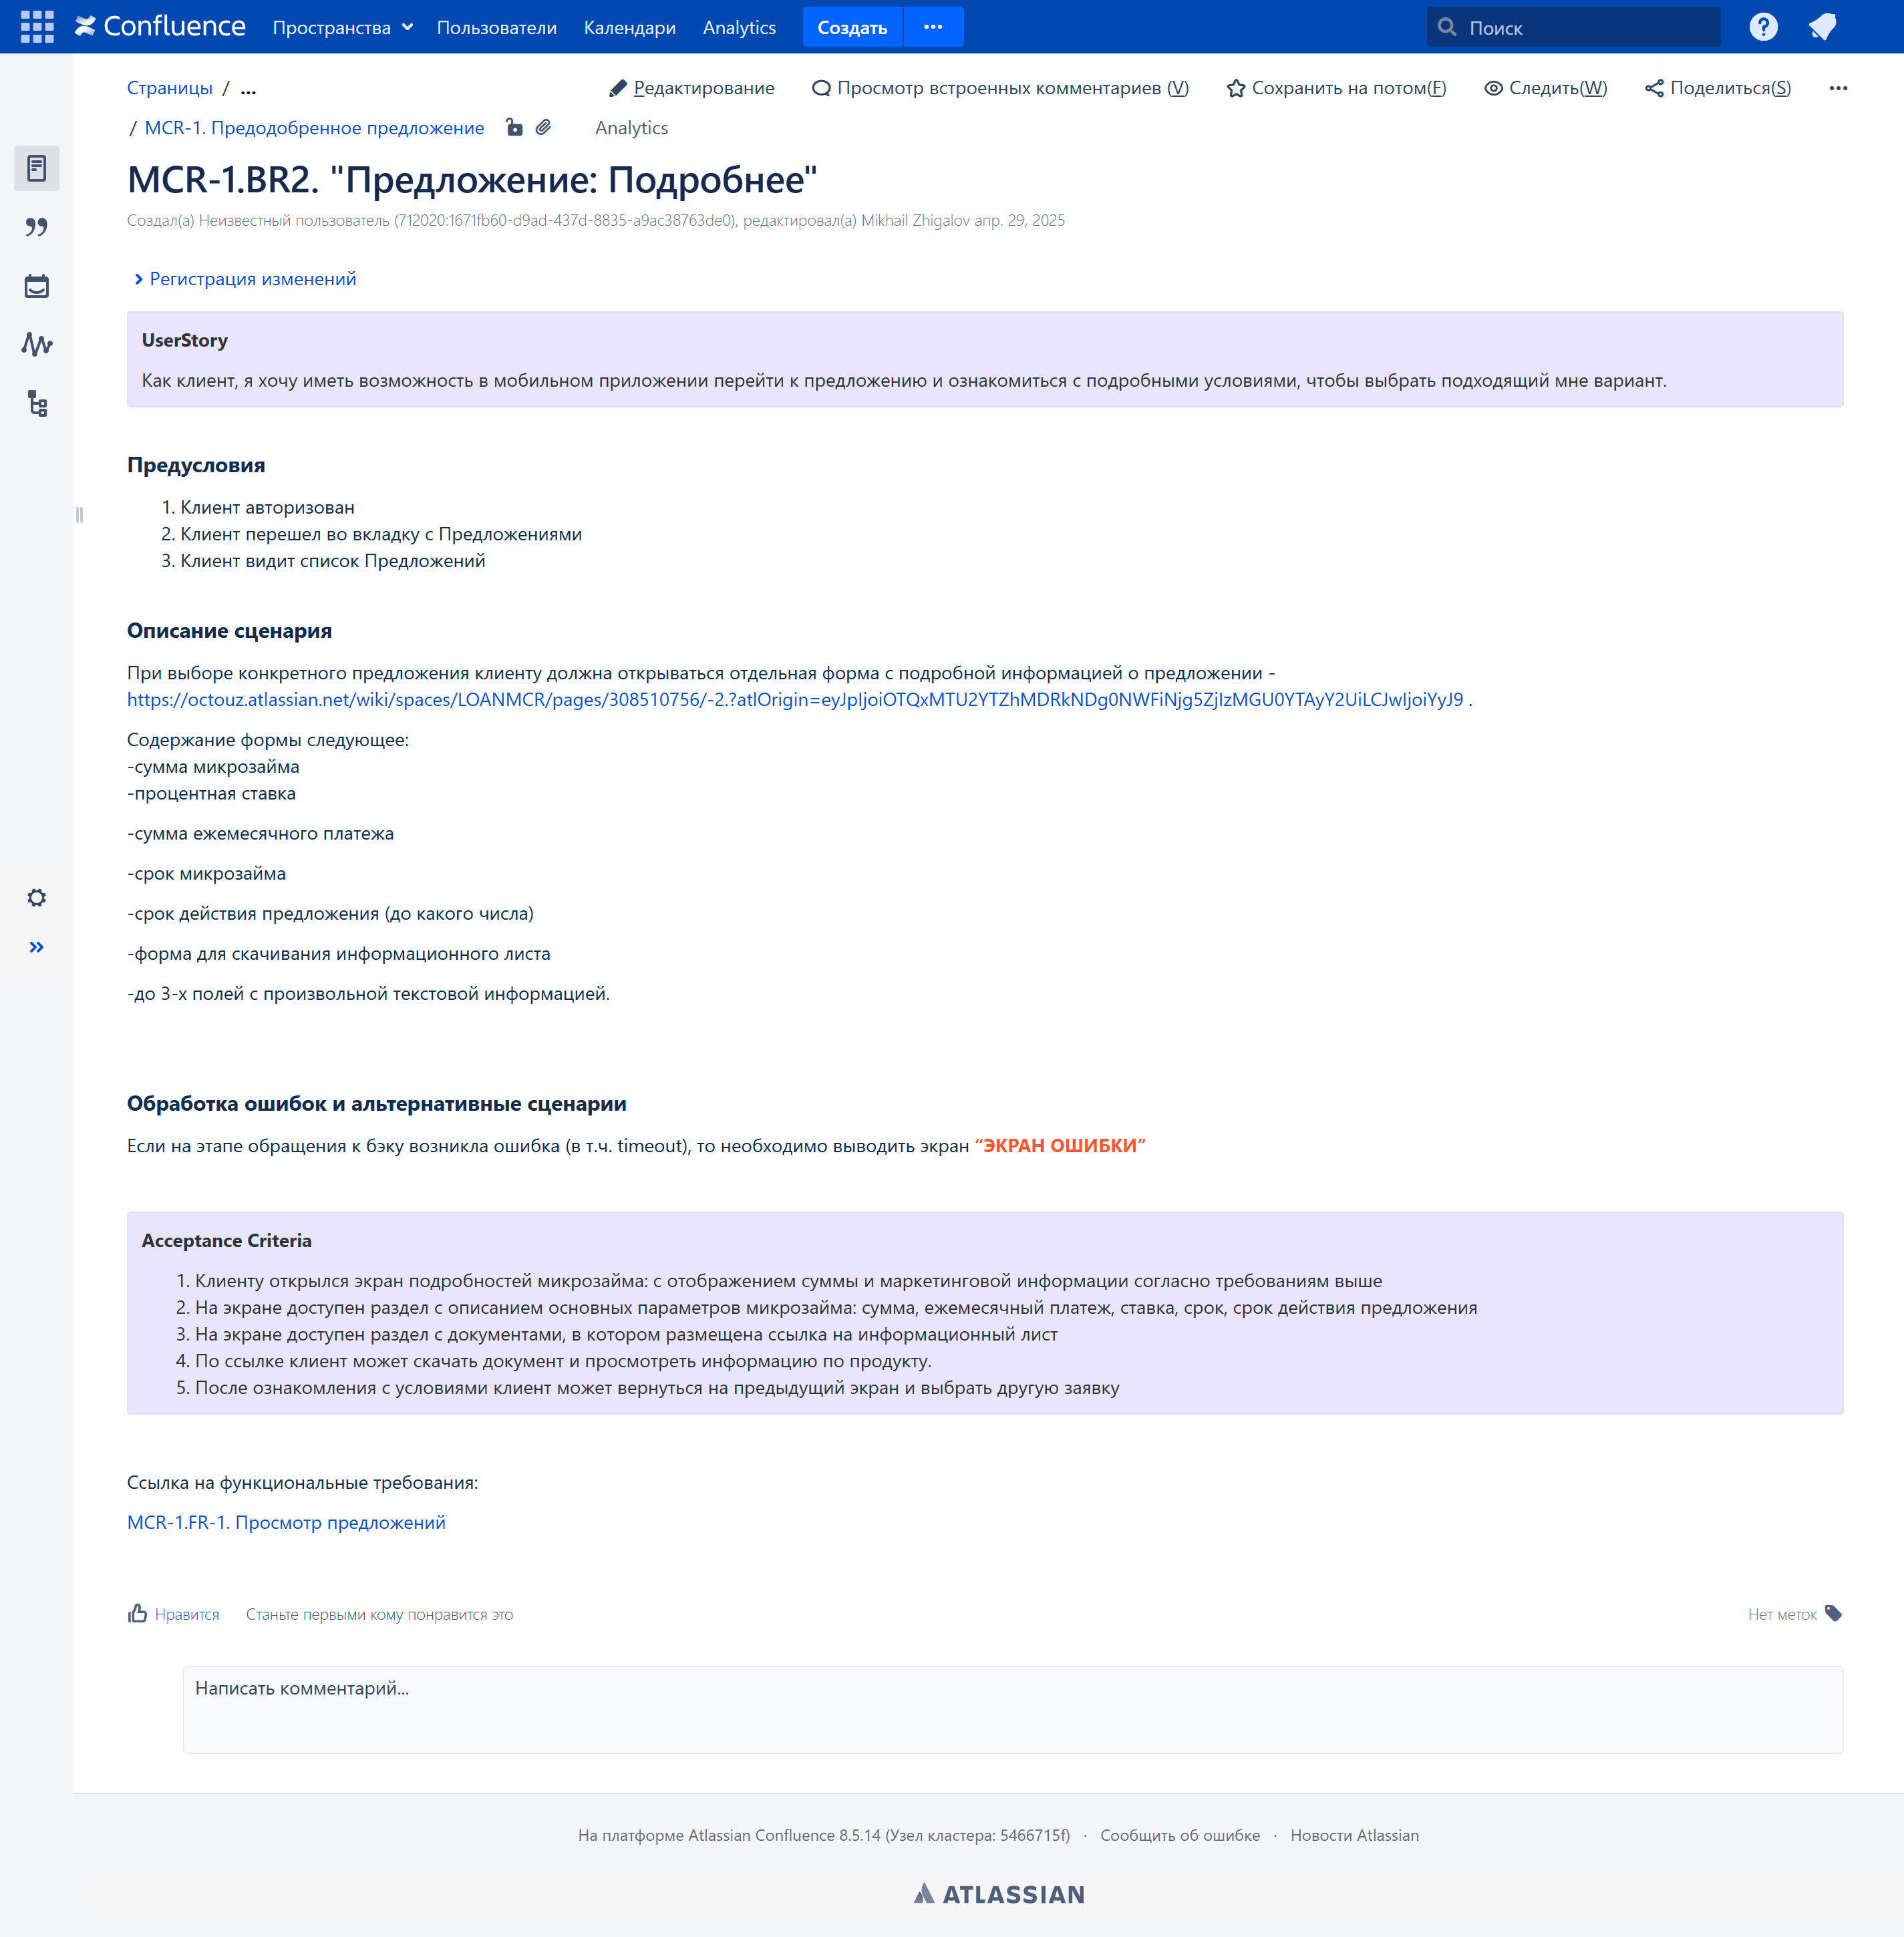 Confluence Пространства Пользователи Календари Analytics Создать ··· Поиск
Страницы / ... Редактирование Просмотр встроенных комментариев (V) Сохранить на потом(F) Следить(W) Поделиться(S) ···
/ MCR-1. Предодобренное предложение Analytics
MCR-1.BR2. "Предложение: Подробнее"
Создал(а) Неизвестный пользователь (712020:1671fb60-d9ad-437d-8835-a9ac38763de0), редактировал(а) Mikhail Zhigalov апр. 29, 2025
Регистрация изменений
UserStory
Как клиент, я хочу иметь возможность в мобильном приложении перейти к предложению и ознакомиться с подробными условиями, чтобы выбрать подходящий мне вариант.
Предусловия
1. Клиент авторизован
2. Клиент перешел во вкладку с Предложениями
3. Клиент видит список Предложений
Описание сценария
При выборе конкретного предложения клиенту должна открываться отдельная форма с подробной информацией о предложении -
https://octouz.atlassian.net/wiki/spaces/LOANMCR/pages/308510756/-2.?atlOrigin=eyJpIjoiOTQxMTU2YTZhMDRkNDg0NWFiNjg5ZjIzMGU0YTAyY2UiLCJwIjoiYyJ9 .
Содержание формы следующее:
-сумма микрозайма
-процентная ставка
-сумма ежемесячного платежа
-срок микрозайма
-срок действия предложения (до какого числа)
-форма для скачивания информационного листа
-до 3-х полей с произвольной текстовой информацией.
Обработка ошибок и альтернативные сценарии
Если на этапе обращения к бэку возникла ошибка (в т.ч. timeout), то необходимо выводить экран “ЭКРАН ОШИБКИ”
Acceptance Criteria
1. Клиенту открылся экран подробностей микрозайма: с отображением суммы и маркетинговой информации согласно требованиям выше
2. На экране доступен раздел с описанием основных параметров микрозайма: сумма, ежемесячный платеж, ставка, срок, срок действия предложения
3. На экране доступен раздел с документами, в котором размещена ссылка на информационный лист
4. По ссылке клиент может скачать документ и просмотреть информацию по продукту.
5. После ознакомления с условиями клиент может вернуться на предыдущий экран и выбрать другую заявку
Ссылка на функциональные требования:
MCR-1.FR-1. Просмотр предложений
Нравится Станьте первыми кому понравится это Нет меток
Написать комментарий...
На платформе Atlassian Confluence 8.5.14 (Узел кластера: 5466715f) · Сообщить об ошибке · Новости Atlassian
ATLASSIAN